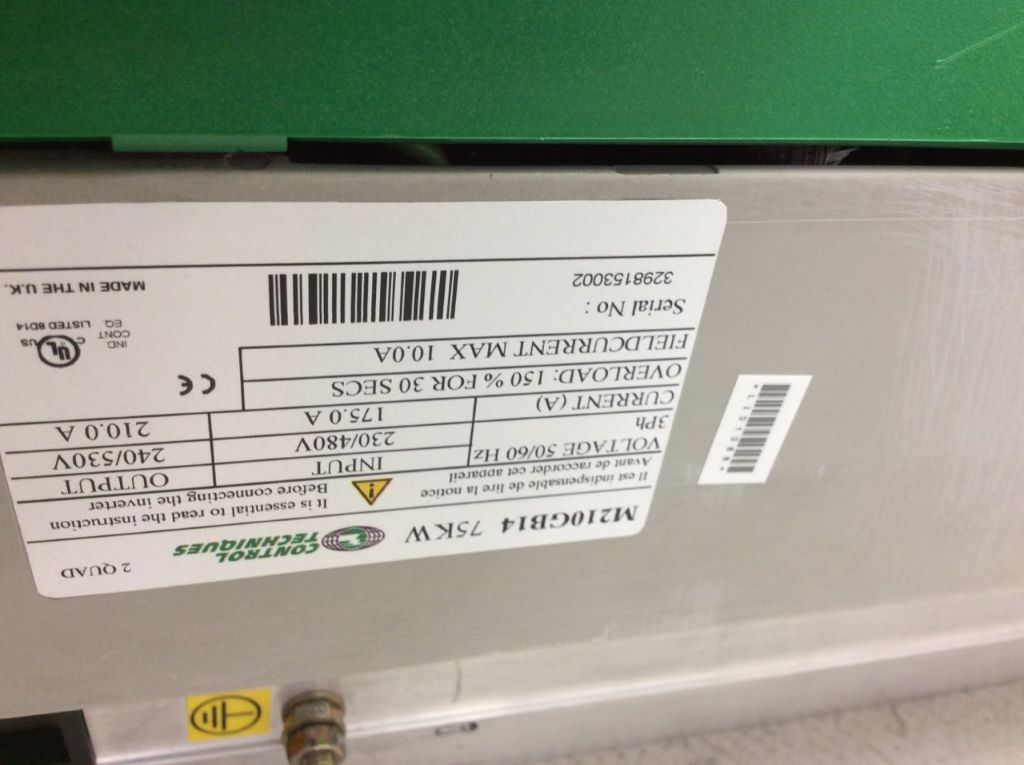 M210GB14 75KW CONTROL TECHNIQUES 2 QUAD
Il est indispensable de lire la notice
Avant de raccorder cet appareil
It is essential to read the instruction
Before connecting the inverter
INPUT OUTPUT
VOLTAGE 50/60 Hz 230/480V 240/530V
3Ph
CURRENT (A) 175.0 A 210.0 A
OVERLOAD: 150 % FOR 30 SECS
FIELDCURRENT MAX 10.0A
CE
IND
CONT
EQ
C UL US
LISTED 8D14
Serial No :
3298153002
MADE IN THE U.K.